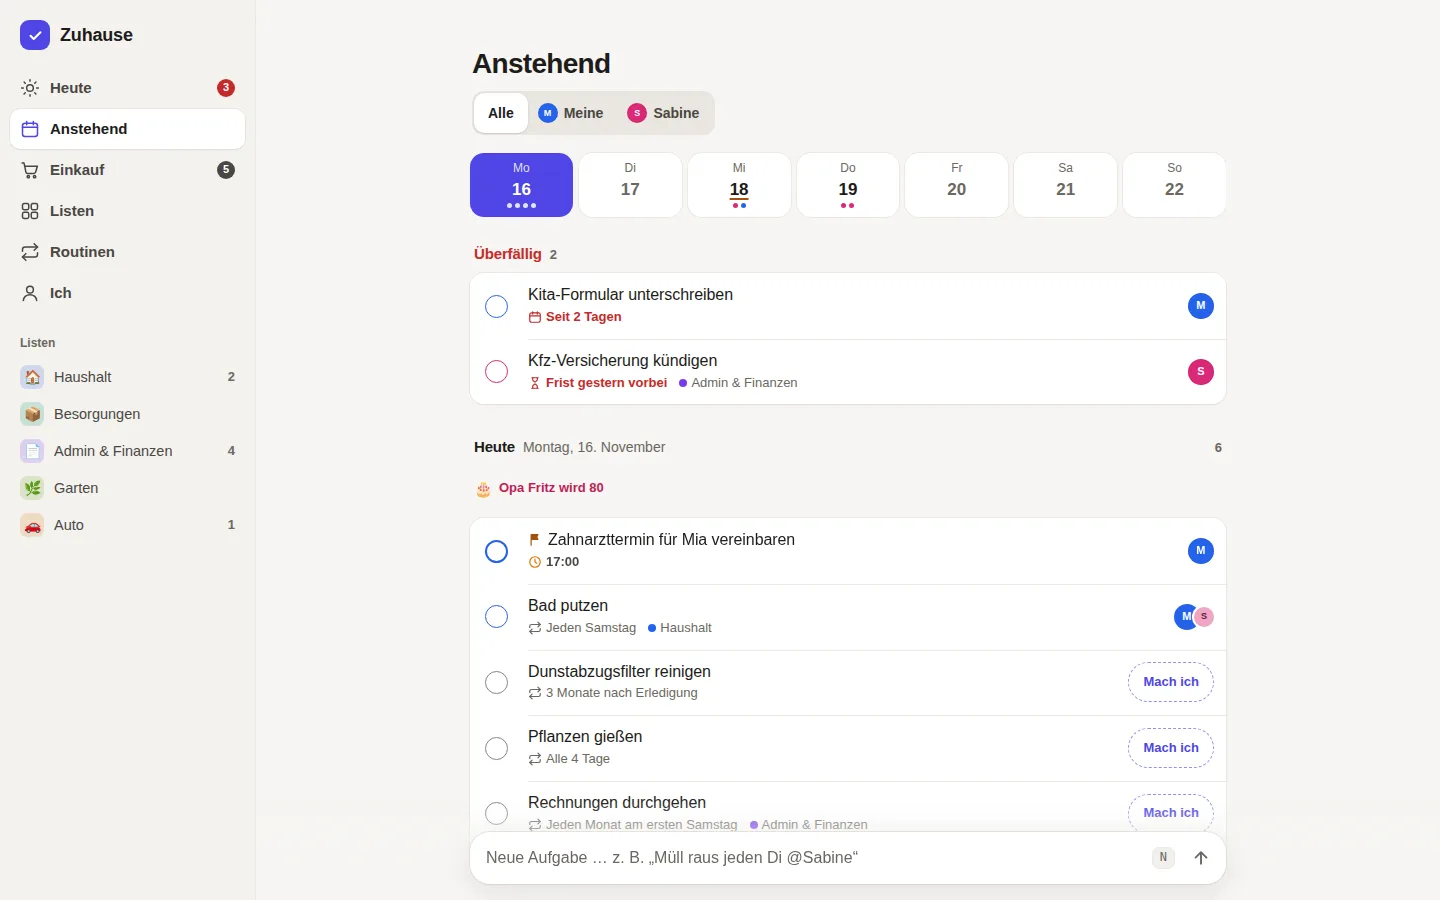 Zuhause
Heute 3
Anstehend
Einkauf 5
Listen
Routinen
Ich
Listen
Haushalt 2
Besorgungen
Admin & Finanzen 4
Garten
Auto 1
Anstehend
Alle M Meine S Sabine
Mo Di Mi Do Fr Sa So
16 17 18 19 20 21 22
Überfällig 2
Kita-Formular unterschreiben
Seit 2 Tagen
M
Kfz-Versicherung kündigen
Frist gestern vorbei Admin & Finanzen
S
Heute Montag, 16. November 6
Opa Fritz wird 80
Zahnarzttermin für Mia vereinbaren
17:00
M
Bad putzen
Jeden Samstag Haushalt
M S
Dunstabzugsfilter reinigen
3 Monate nach Erledigung
Mach ich
Pflanzen gießen
Alle 4 Tage
Mach ich
Rechnungen durchgehen
Jeden Monat am ersten Samstag Admin & Finanzen
Mach ich
Neue Aufgabe … z. B. „Müll raus jeden Di @Sabine“ N